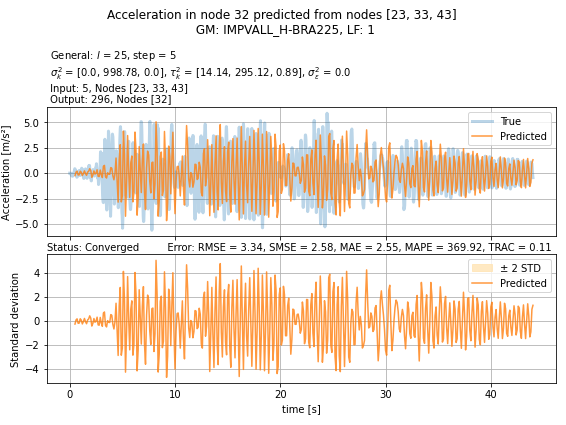 Acceleration in node 32 predicted from nodes [23, 33, 43]
GM: IMPVALL_H-BRA225, LF: 1
General: l = 25, step = 5
σ²ₖ = [0.0, 998.78, 0.0], τ²ₖ = [14.14, 295.12, 0.89], σ²ε = 0.0
Input: 5, Nodes [23, 33, 43]
Output: 296, Nodes [32]
Acceleration [m/s²]
5.0
2.5
0.0
−2.5
−5.0
True
Predicted
Status: Converged Error: RMSE = 3.34, SMSE = 2.58, MAE = 2.55, MAPE = 369.92, TRAC = 0.11
Standard deviation
4
2
0
−2
−4
± 2 STD
Predicted
0 10 20 30 40
time [s]